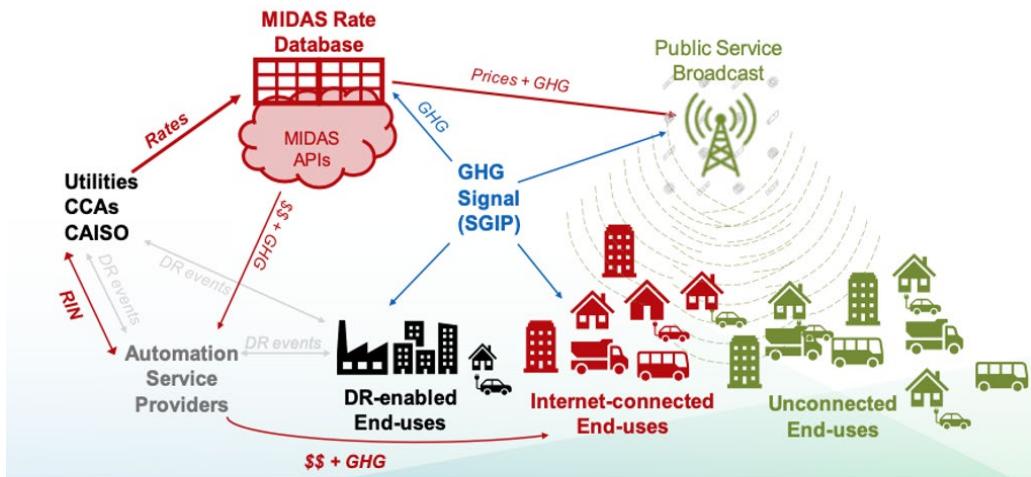 MIDAS Rate
Database
Public Service
Broadcast
Prices + GHG
GHG
Rates
MIDAS
APIs
Utilities
CCAs
CAISO
GHG
Signal
(SGIP)
$$ + GHG
DR events
DR events
RIN
DR events
Automation
Service
Providers
DR-enabled
End-uses
Internet-connected
End-uses
Unconnected
End-uses
$$ + GHG